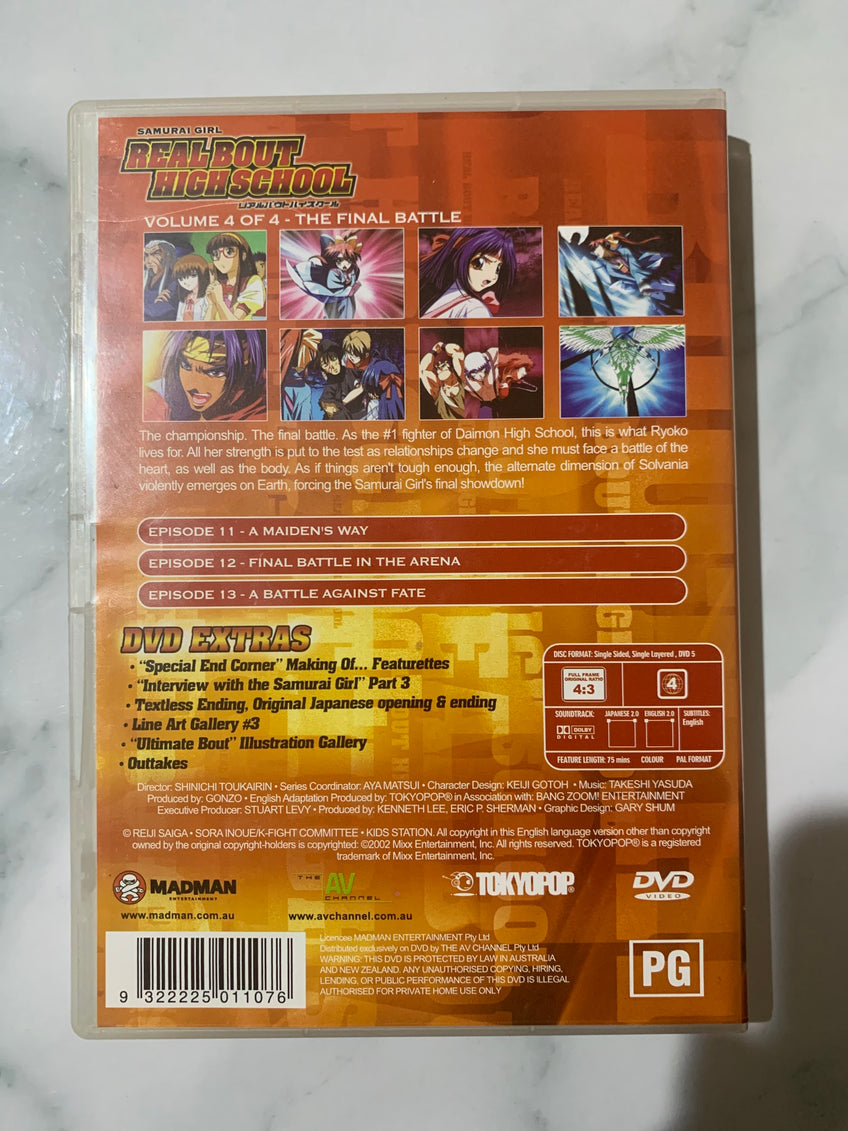 SAMURAI GIRL
REAL BOUT
HIGH SCHOOL
リアルバウトハイスクール
VOLUME 4 OF 4 - THE FINAL BATTLE
The championship. The final battle. As the #1 fighter of Daimon High School, this is what Ryoko
lives for. All her strength is put to the test as relationships change and she must face a battle of the
heart, as well as the body. As if things aren't tough enough, the alternate dimension of Solvania
violently emerges on Earth, forcing the Samurai Girl's final showdown!
EPISODE 11 - A MAIDEN'S WAY
EPISODE 12 - FINAL BATTLE IN THE ARENA
EPISODE 13 - A BATTLE AGAINST FATE
DVD EXTRAS
• "Special End Corner" Making Of... Featurettes
• "Interview with the Samurai Girl" Part 3
• Textless Ending, Original Japanese opening & ending
• Line Art Gallery #3
• "Ultimate Bout" Illustration Gallery
• Outtakes
DISC FORMAT: Single Sided, Single Layered , DVD 5
FULL FRAME
ORIGINAL RATIO
4:3
4
SOUNDTRACK: JAPANESE 2.0 ENGLISH 2.0 SUBTITLES:
English
DOLBY
DIGITAL
FEATURE LENGTH: 75 mins COLOUR PAL FORMAT
Director: SHINICHI TOUKAIRIN • Series Coordinator: AYA MATSUI • Character Design: KEIJI GOTOH • Music: TAKESHI YASUDA
Produced by: GONZO • English Adaptation Produced by: TOKYOPOP® in Association with: BANG ZOOM! ENTERTAINMENT
Executive Producer: STUART LEVY • Produced by: KENNETH LEE, ERIC P. SHERMAN • Graphic Design: GARY SHUM
© REIJI SAIGA • SORA INOUE/K-FIGHT COMMITTEE • KIDS STATION. All copyright in this English language version other than copyright
owned by the original copyright-holders is copyrighted: ©2002 Mixx Entertainment, Inc. All rights reserved. TOKYOPOP® is a registered
trademark of Mixx Entertainment, Inc.
MADMAN
ENTERTAINMENT
www.madman.com.au
THE
AV
CHANNEL
www.avchannel.com.au
TOKYOPOP®
DVD
VIDEO
9 322225 011076
Licencee MADMAN ENTERTAINMENT Pty Ltd
Distributed exclusively on DVD by THE AV CHANNEL Pty Ltd
WARNING: THIS DVD IS PROTECTED BY LAW IN AUSTRALIA
AND NEW ZEALAND. ANY UNAUTHORISED COPYING, HIRING,
LENDING, OR PUBLIC PERFORMANCE OF THIS DVD IS ILLEGAL
AUTHORISED FOR PRIVATE HOME USE ONLY
PG